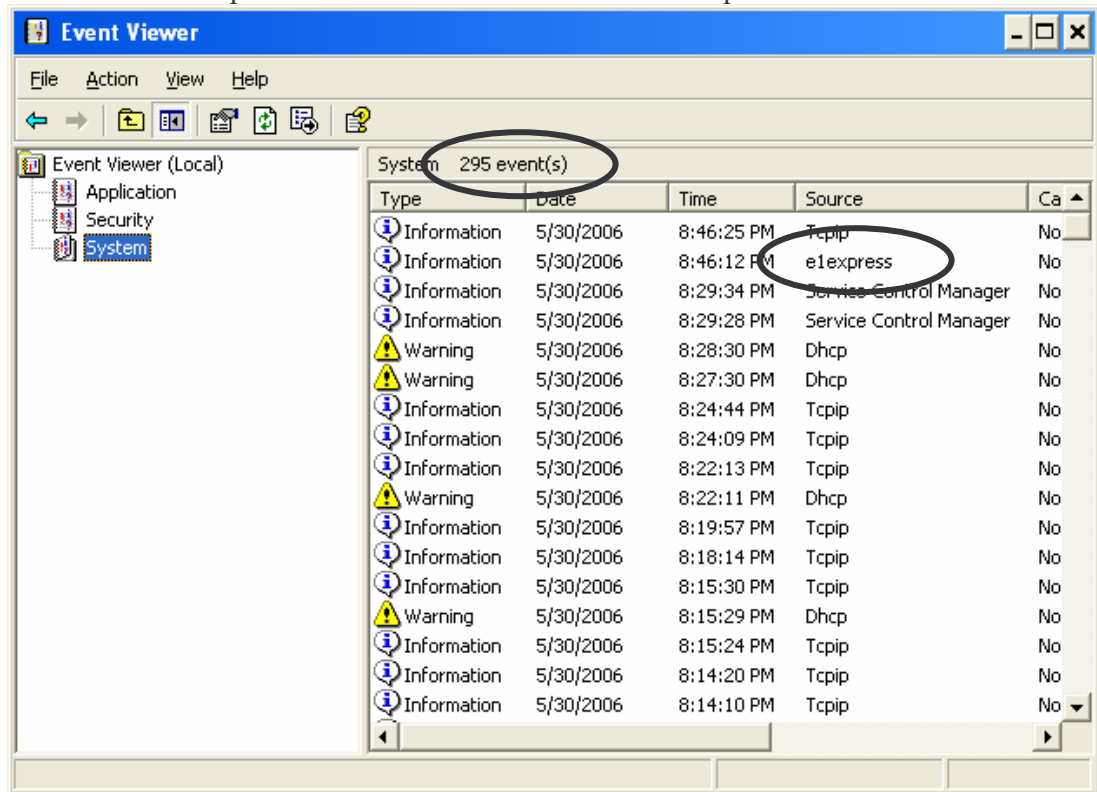 Event Viewer
File Action View Help
Event Viewer (Local)
Application
Security
System
System 295 event(s)
Type Date Time Source Ca
Information 5/30/2006 8:46:25 PM Tcpip No
Information 5/30/2006 8:46:12 PM e1express No
Information 5/30/2006 8:29:34 PM Service Control Manager No
Information 5/30/2006 8:29:28 PM Service Control Manager No
Warning 5/30/2006 8:28:30 PM Dhcp No
Warning 5/30/2006 8:27:30 PM Dhcp No
Information 5/30/2006 8:24:44 PM Tcpip No
Information 5/30/2006 8:24:09 PM Tcpip No
Information 5/30/2006 8:22:13 PM Tcpip No
Warning 5/30/2006 8:22:11 PM Dhcp No
Information 5/30/2006 8:19:57 PM Tcpip No
Information 5/30/2006 8:18:14 PM Tcpip No
Information 5/30/2006 8:15:30 PM Tcpip No
Warning 5/30/2006 8:15:29 PM Dhcp No
Information 5/30/2006 8:15:24 PM Tcpip No
Information 5/30/2006 8:14:20 PM Tcpip No
Information 5/30/2006 8:14:10 PM Tcpip No